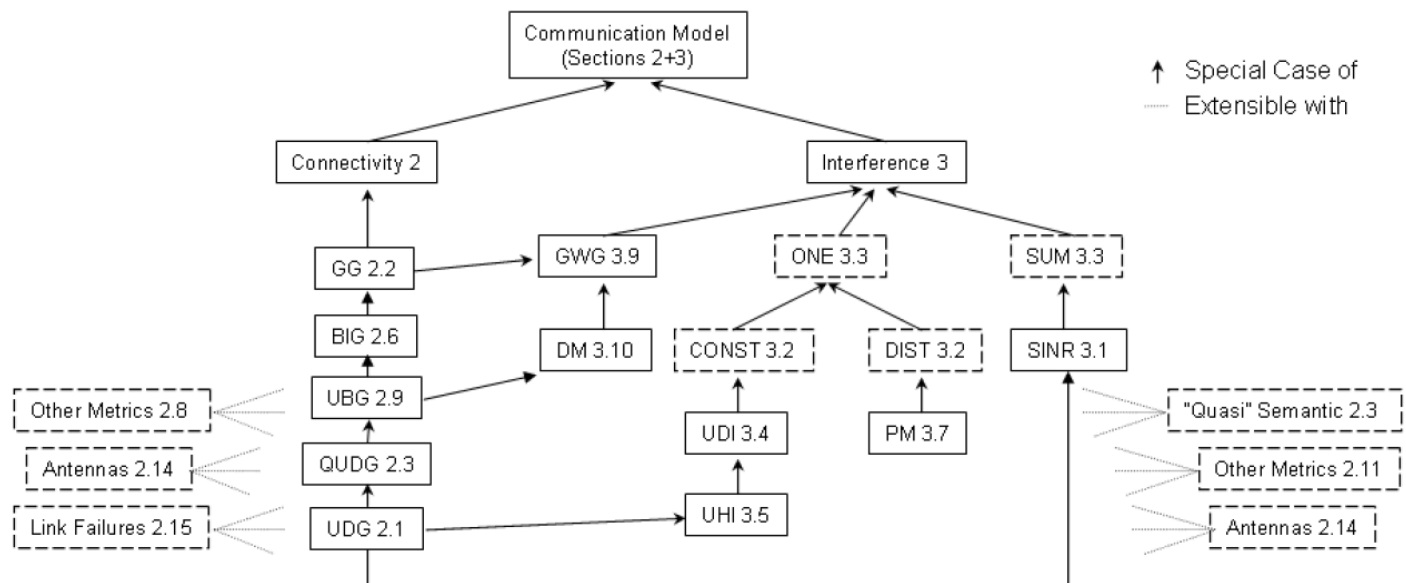 Communication Model
(Sections 2+3)
Special Case of
Extensible with
Connectivity 2
Interference 3
GG 2.2
GWG 3.9
ONE 3.3
SUM 3.3
BIG 2.6
DM 3.10
CONST 3.2
DIST 3.2
SINR 3.1
Other Metrics 2.8
UBG 2.9
"Quasi" Semantic 2.3
UDI 3.4
PM 3.7
Antennas 2.14
QUDG 2.3
Other Metrics 2.11
Link Failures 2.15
UDG 2.1
UHI 3.5
Antennas 2.14